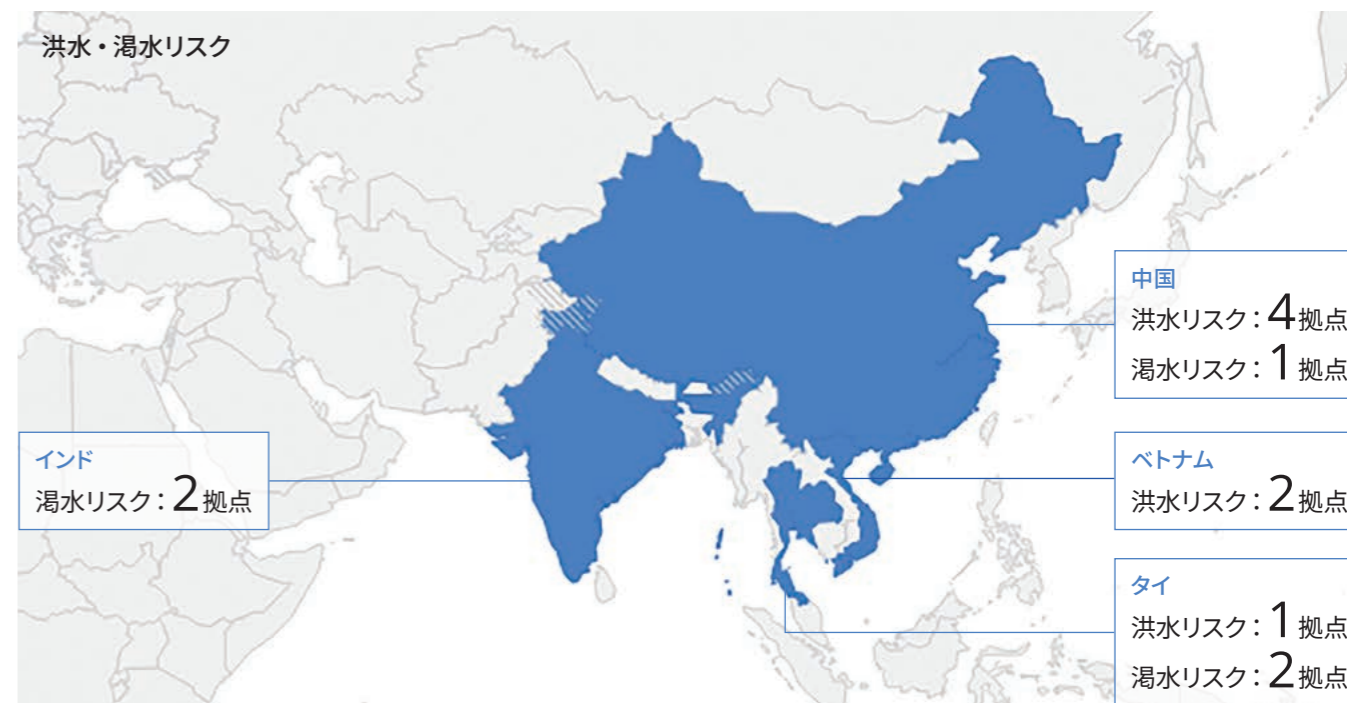 洪水・渇水リスク
中国
洪水リスク：4拠点
渇水リスク：1拠点
インド
渇水リスク：2拠点
ベトナム
洪水リスク：2拠点
タイ
洪水リスク：1拠点
渇水リスク：2拠点